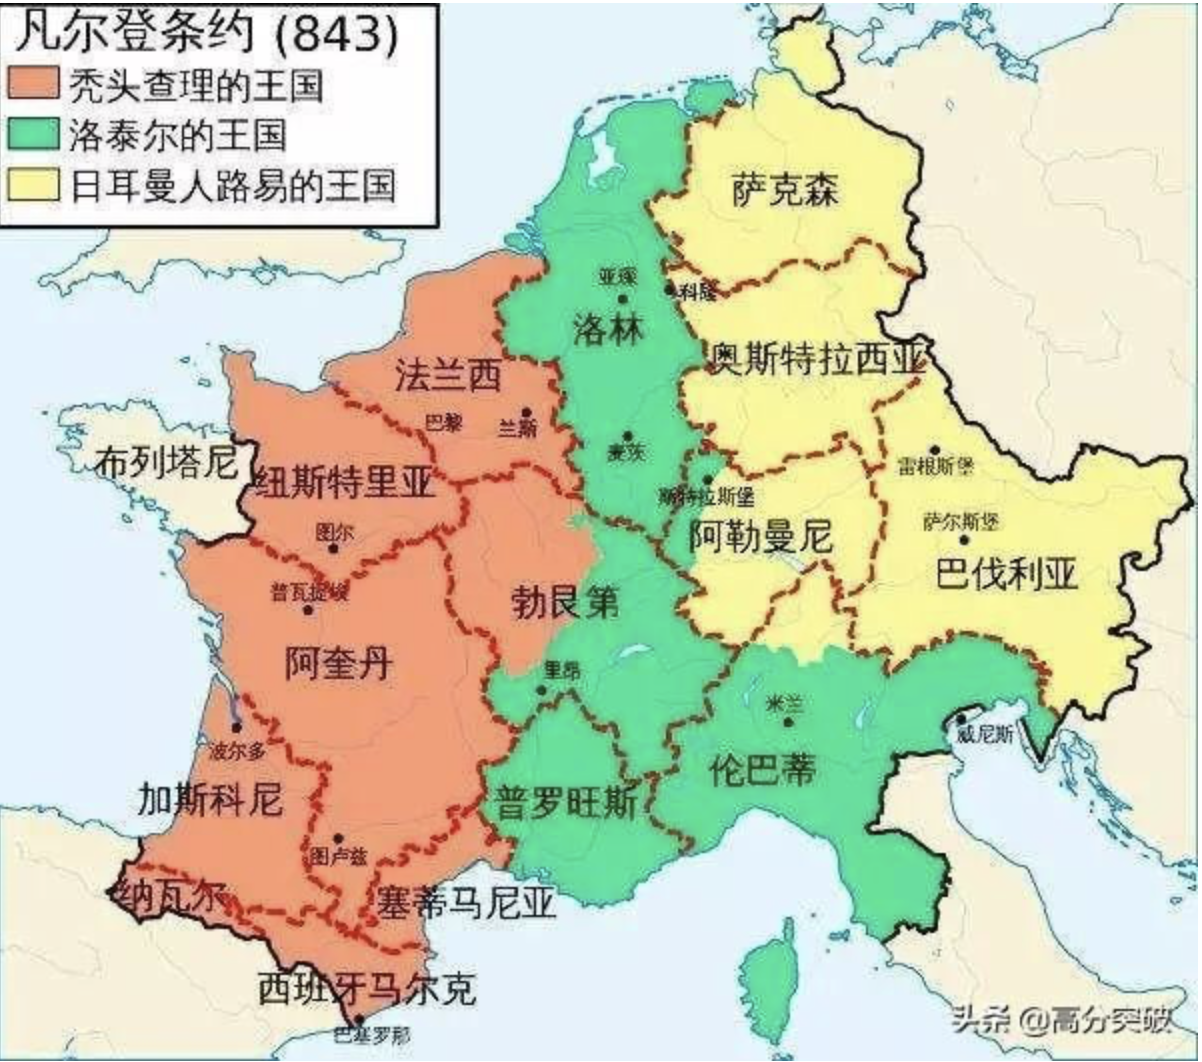 凡尔登条约 (843)
秃头查理的王国
洛泰尔的王国
日耳曼人路易的王国
萨克森
亚琛
科隆
洛林
奥斯特拉西亚
法兰西
巴黎
兰斯
麦茨
布列塔尼
纽斯特里亚
雷根斯堡
斯特拉斯堡
图尔
阿勒曼尼
萨尔斯堡
巴伐利亚
普瓦提埃
勃艮第
阿奎丹
里昂
米兰
波尔多
威尼斯
伦巴蒂
加斯科尼
普罗旺斯
图卢兹
纳瓦尔
塞蒂马尼亚
西班牙马尔克
巴塞罗那
头条 @高分突破